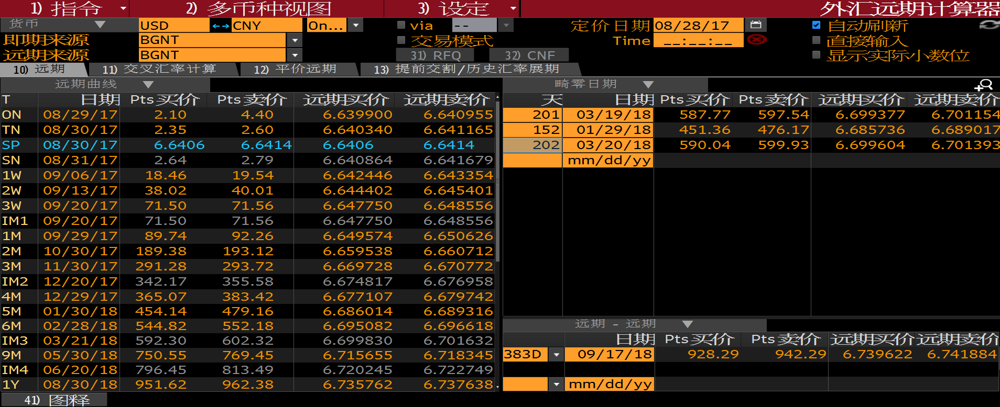 1) 指令 2) 多币种视图 3) 设定 外汇远期计算器
货币 USD CNY On... via -- 定价日期 08/28/17 自动刷新
即期来源 BGNT 交易模式 Time __:__:__ 直接输入
远期来源 BGNT 31) RFQ 32) CNF 显示实际小数位
10) 远期 11) 交叉汇率计算 12) 平价远期 13) 提前交割/历史汇率展期
远期曲线
T 日期 Pts 买价 Pts 卖价 远期买价 远期卖价
ON 08/29/17 2.10 4.40 6.639900 6.640955
TN 08/30/17 2.35 2.60 6.640340 6.641165
SP 08/30/17 6.6406 6.6414 6.6406 6.6414
SN 08/31/17 2.64 2.79 6.640864 6.641679
1W 09/06/17 18.46 19.54 6.642446 6.643354
2W 09/13/17 38.02 40.01 6.644402 6.645401
3W 09/20/17 71.50 71.56 6.647750 6.648556
IM1 09/20/17 71.50 71.56 6.647750 6.648556
1M 09/29/17 89.74 92.26 6.649574 6.650626
2M 10/30/17 189.38 193.12 6.659538 6.660712
3M 11/30/17 291.28 293.72 6.669728 6.670772
IM2 12/20/17 342.17 355.58 6.674817 6.676958
4M 12/29/17 365.07 383.42 6.677107 6.679742
5M 01/30/18 454.14 479.16 6.686014 6.689316
6M 02/28/18 544.82 552.18 6.695082 6.696618
IM3 03/21/18 592.30 602.32 6.699830 6.701632
9M 05/30/18 750.55 769.45 6.715655 6.718345
IM4 06/20/18 796.45 813.49 6.720245 6.722749
1Y 08/30/18 951.62 962.38 6.735762 6.737638
畸零日期
天 日期 Pts 买价 Pts 卖价 远期买价 远期卖价
201 03/19/18 587.77 597.54 6.699377 6.701154
152 01/29/18 451.36 476.17 6.685736 6.689017
202 03/20/18 590.04 599.93 6.699604 6.701393
mm/dd/yy
远期 - 远期
日期 Pts 买价 Pts 卖价 远期买价 远期卖价
383D 09/17/18 928.29 942.29 6.739622 6.741884
mm/dd/yy
41) 图释